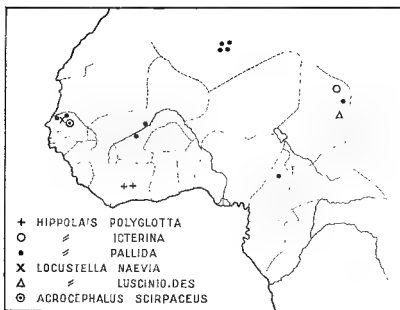 + HIPPOLAIS POLYGLOTTA
○ 〃 ICTERINA
• 〃 PALLIDA
x LOCUSTELLA NAEVIA
△ 〃 LUSCINIO.DES
⊙ ACROCEPHALUS SCIRPACEUS